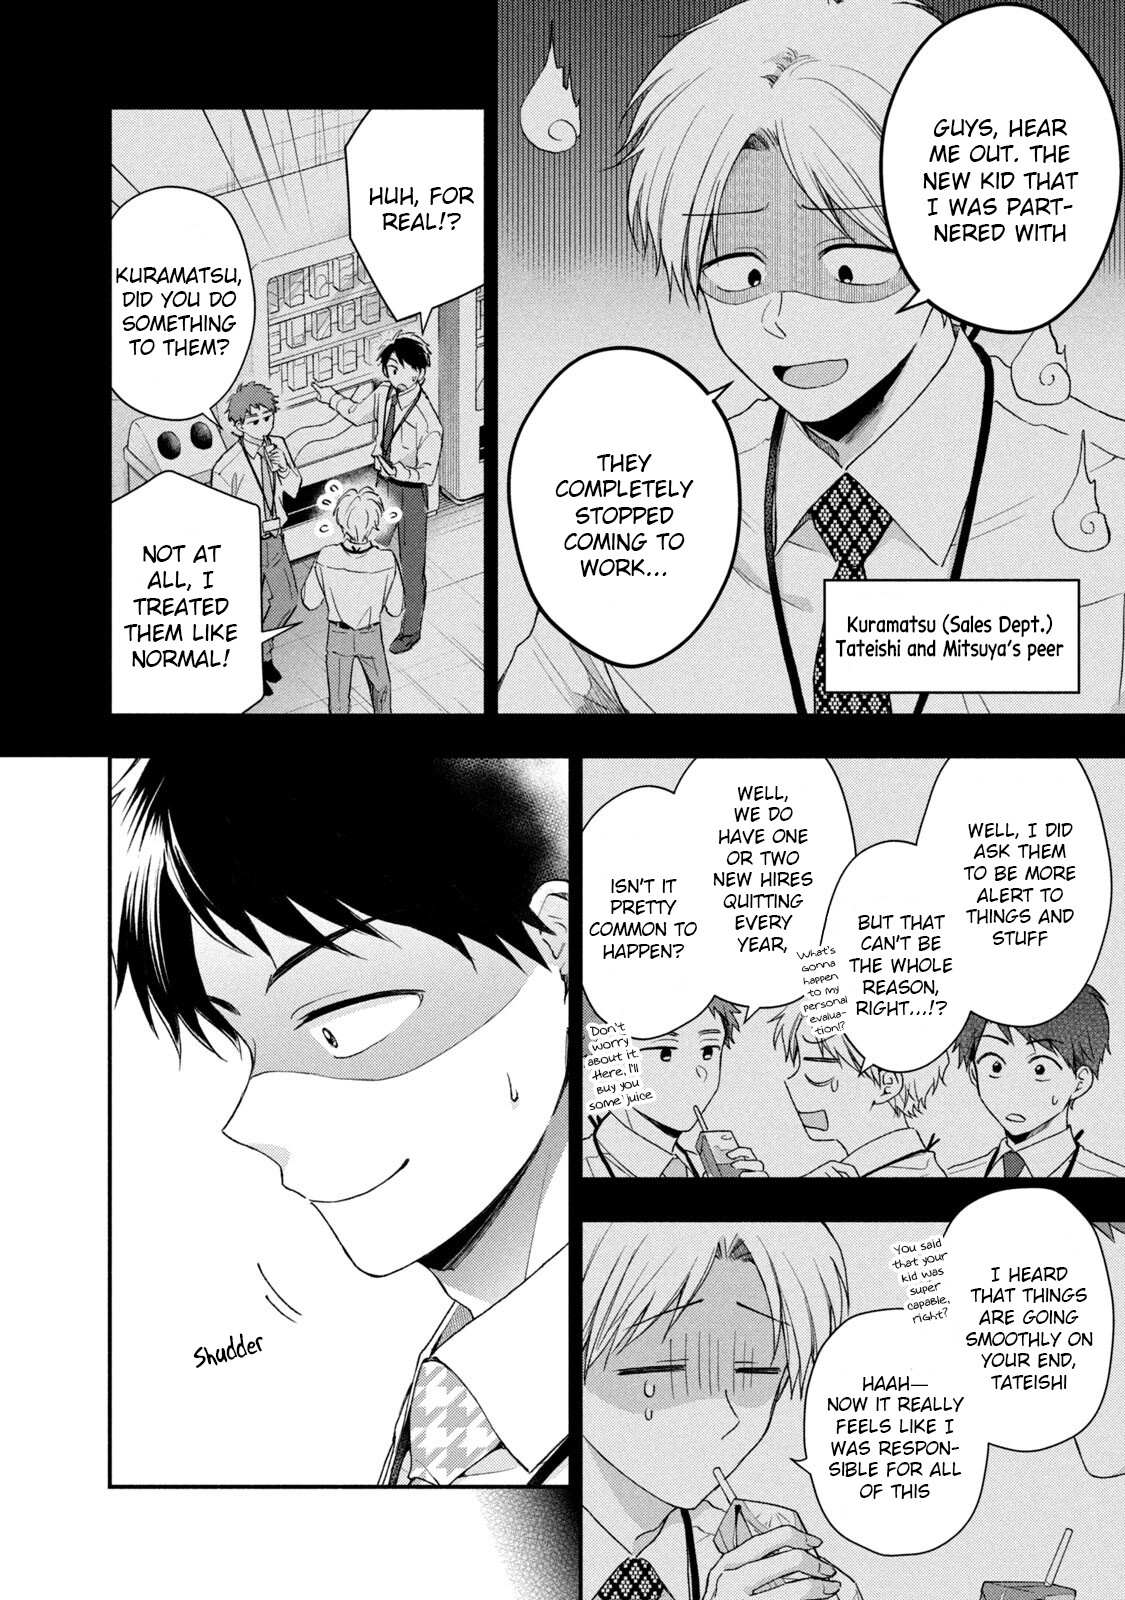 GUYS, HEAR
ME OUT. THE
NEW KID THAT
I WAS PART-
NERED WITH
THEY
COMPLETELY
STOPPED
COMING TO
WORK...
Kuramatsu (Sales Dept.)
Tateishi and Mitsuya's peer
HUH, FOR
REAL!?
KURAMATSU,
DID YOU DO
SOMETHING
TO THEM?
NOT AT
ALL, I
TREATED
THEM LIKE
NORMAL!
WELL, I DID
ASK THEM
TO BE MORE
ALERT TO
THINGS AND
STUFF
BUT THAT
CAN'T BE
THE WHOLE
REASON,
RIGHT...!?
What's
gonna
happen
to my
personal
evalua-
tion!?
WELL,
WE DO
HAVE ONE
OR TWO
NEW HIRES
QUITTING
EVERY
YEAR,
ISN'T IT
PRETTY
COMMON TO
HAPPEN?
Don't
worry
about it.
Here, I'll
buy you
some juice
I HEARD
THAT THINGS
ARE GOING
SMOOTHLY ON
YOUR END,
TATEISHI
You said
that your
kid was
super
capable,
right?
HAAH—
NOW IT REALLY
FEELS LIKE I
WAS RESPON-
SIBLE FOR ALL
OF THIS
Shudder